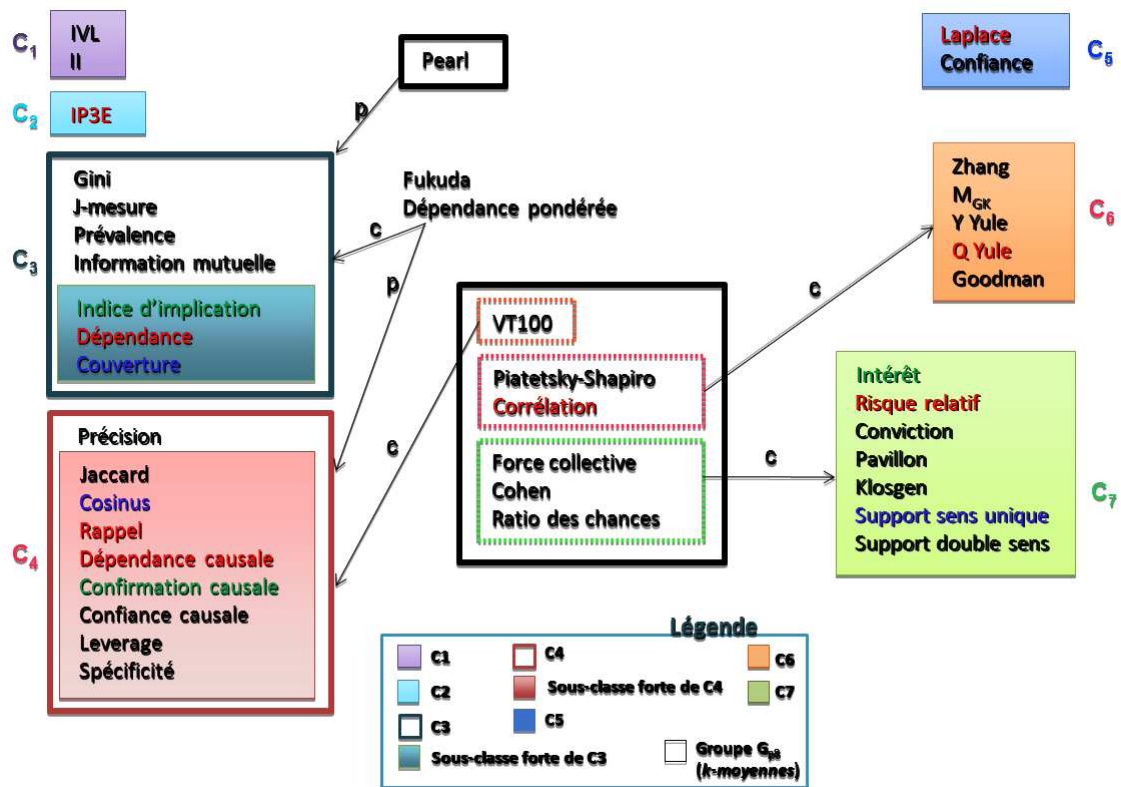 C1
IVL
II
C2
IP3E
Pearl
p
C3
Gini
J-mesure
Prévalence
Information mutuelle
Indice d'implication
Dépendance
Couverture
Fukuda
Dépendance pondérée
c
p
C4
Précision
Jaccard
Cosinus
Rappel
Dépendance causale
Confirmation causale
Confiance causale
Leverage
Spécificité
VT100
Piatetsky-Shapiro
Corrélation
Force collective
Cohen
Ratio des chances
c
c
c
Laplace
Confiance
C5
Zhang
MGK
Y Yule
Q Yule
Goodman
C6
Intérêt
Risque relatif
Conviction
Pavillon
Klosgen
Support sens unique
Support double sens
C7
Légende
C1
C2
C3
Sous-classe forte de C3
C4
Sous-classe forte de C4
C5
C6
C7
Groupe Gp8
(k-moyennes)